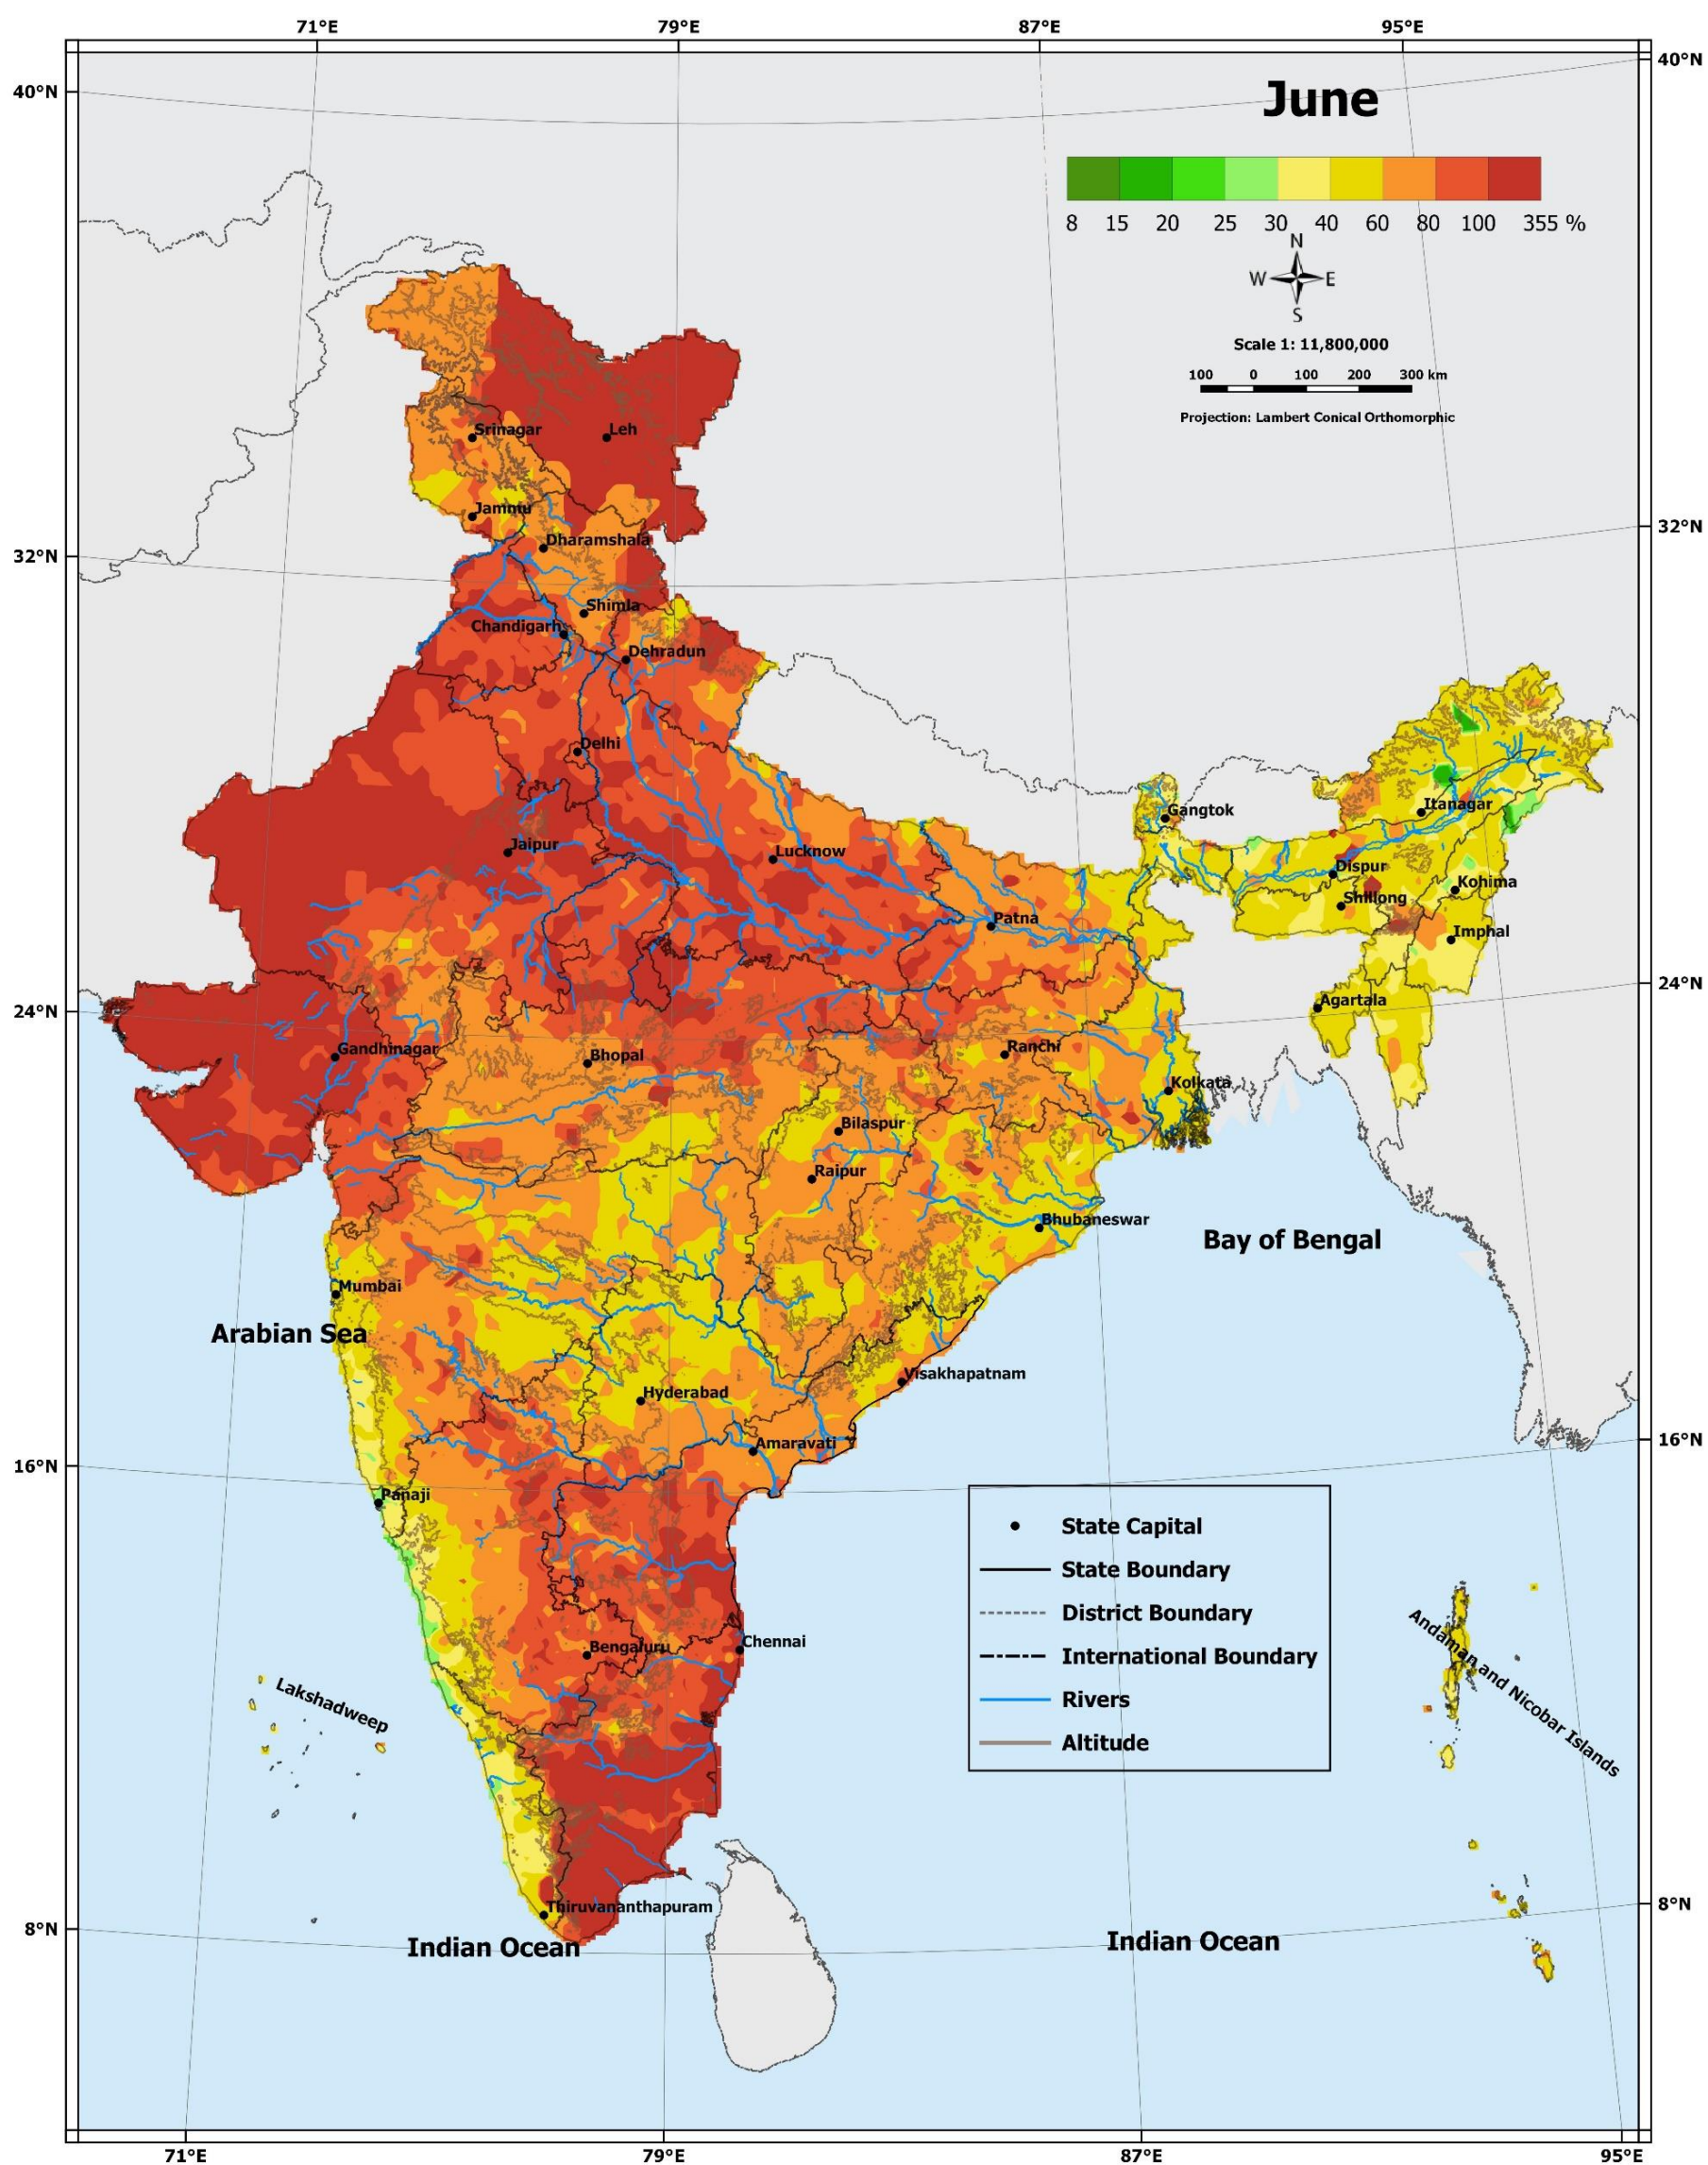 71°E 79°E 87°E 95°E
40°N
40°N
June
8 15 20 25 30 40 60 80 100 355 %
N
W E
S
Scale 1: 11,800,000
100 0 100 200 300 km
Projection: Lambert Conical Orthomorphic
Srinagar
Leh
Jammu
32°N
Dharamshala
32°N
Shimla
Chandigarh
Dehradun
Delhi
Itanagar
Gangtok
Jaipur
Lucknow
Dispur
Kohima
Shillong
Patna
Imphal
24°N
Agartala
24°N
Gandhinagar
Bhopal
Ranchi
Kolkata
Bilaspur
Raipur
Bhubaneswar
Bay of Bengal
Mumbai
Arabian Sea
Visakhapatnam
Hyderabad
Amaravati
16°N
16°N
Panaji
State Capital
State Boundary
District Boundary
International Boundary
Rivers
Altitude
Bengaluru
Chennai
Lakshadweep
Andaman and Nicobar Islands
Thiruvananthapuram
8°N
8°N
Indian Ocean
Indian Ocean
71°E 79°E 87°E 95°E